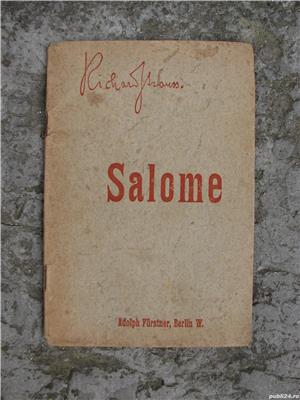 Richard Strauss.
Salome
Adolph Fürstner, Berlin W.
publi24.ro